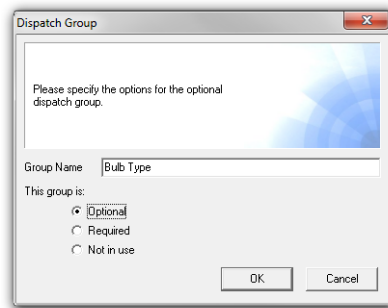 Dispatch Group
Please specify the options for the optional
dispatch group.
Group Name Bulb Type
This group is:
Optional
Required
Not in use
OK Cancel